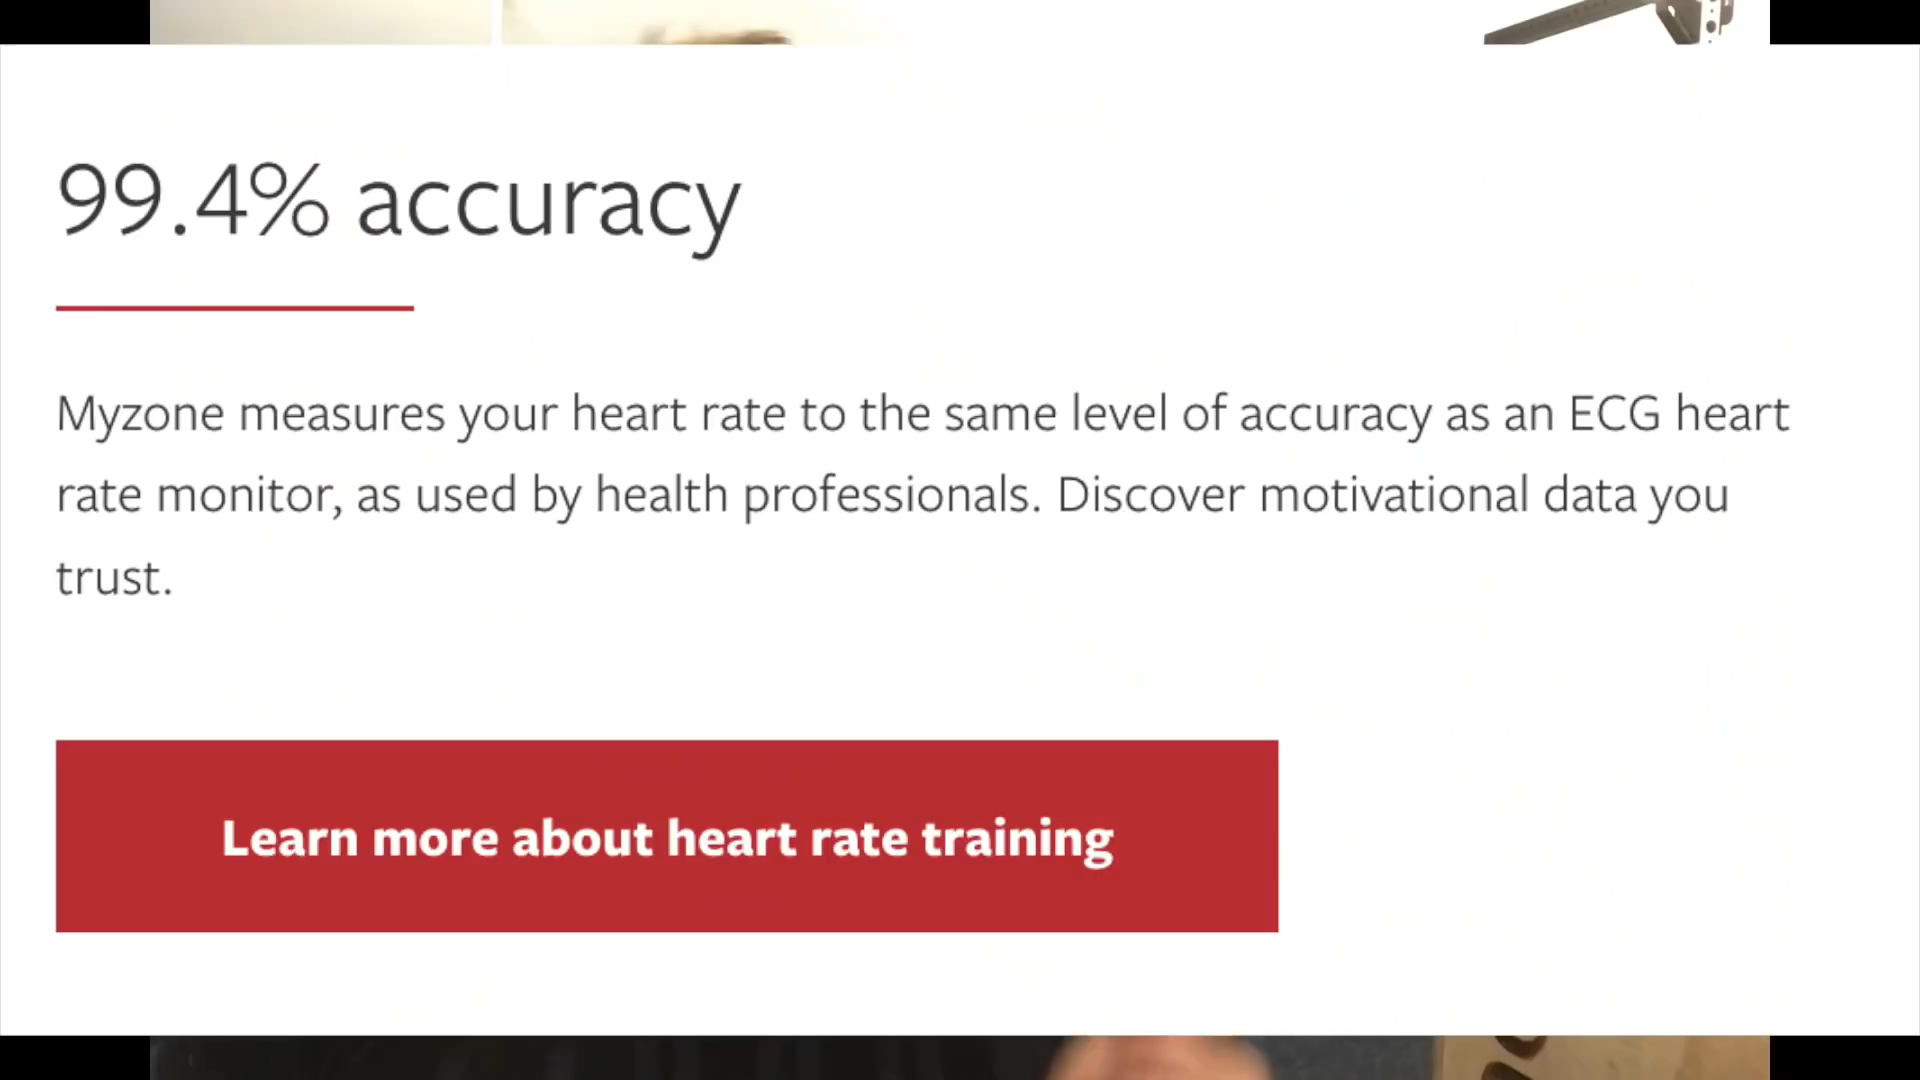 99.4% accuracy
Myzone measures your heart rate to the same level of accuracy as an ECG heart
rate monitor, as used by health professionals. Discover motivational data you
trust.
Learn more about heart rate training